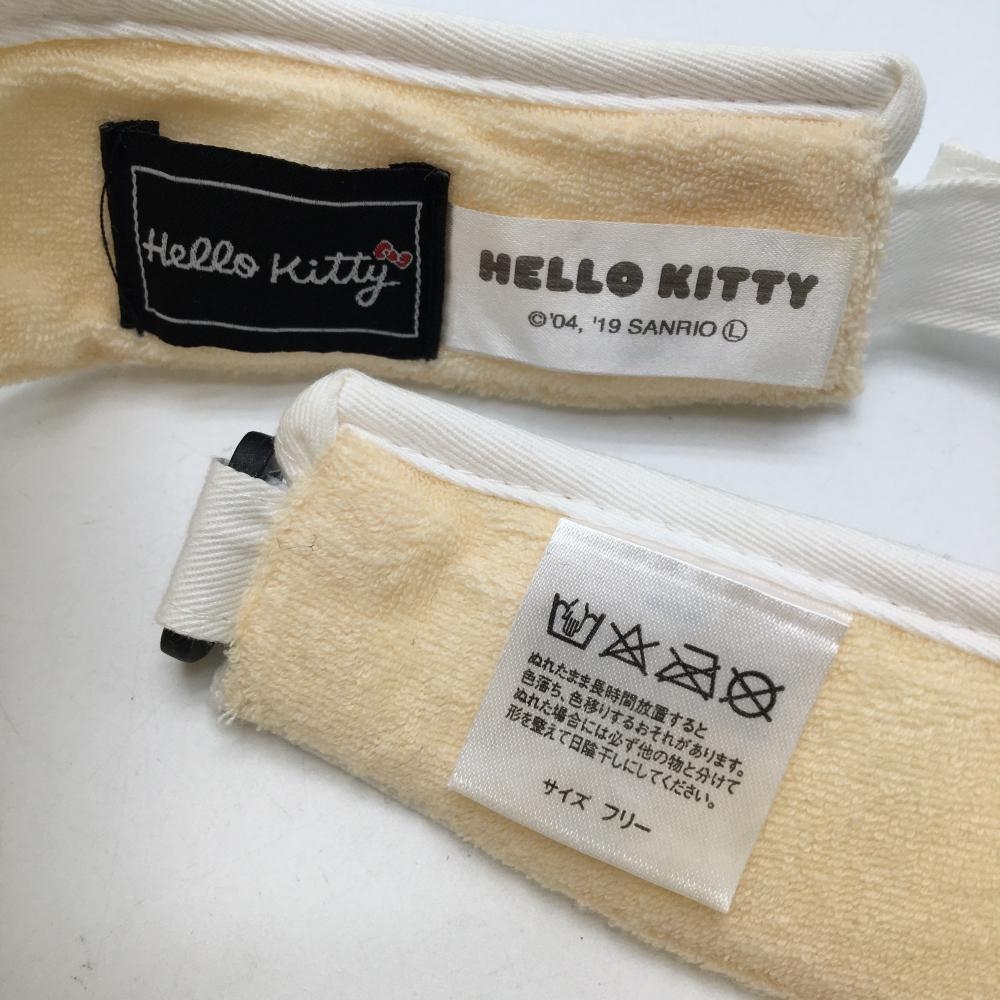 Hello Kitty
HELLO KITTY
©'04, '19 SANRIO Ⓛ
ぬれたまま長時間放置すると
色落ち、色移りするおそれがあります。
ぬれた場合には必ず他の物と分けて
形を整えて日陰干しにしてください。
サイズ フリー